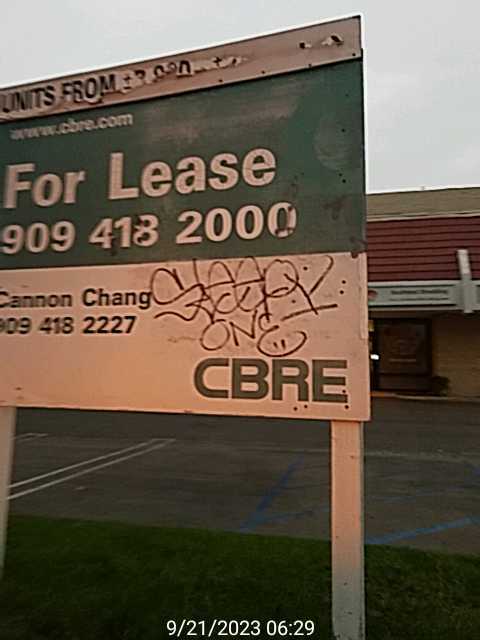 UNITS FROM
www.cbre.com
For Lease
909 418 2000
Cannon Chang
909 418 2227
ONE
CBRE
9/21/2023 06:29